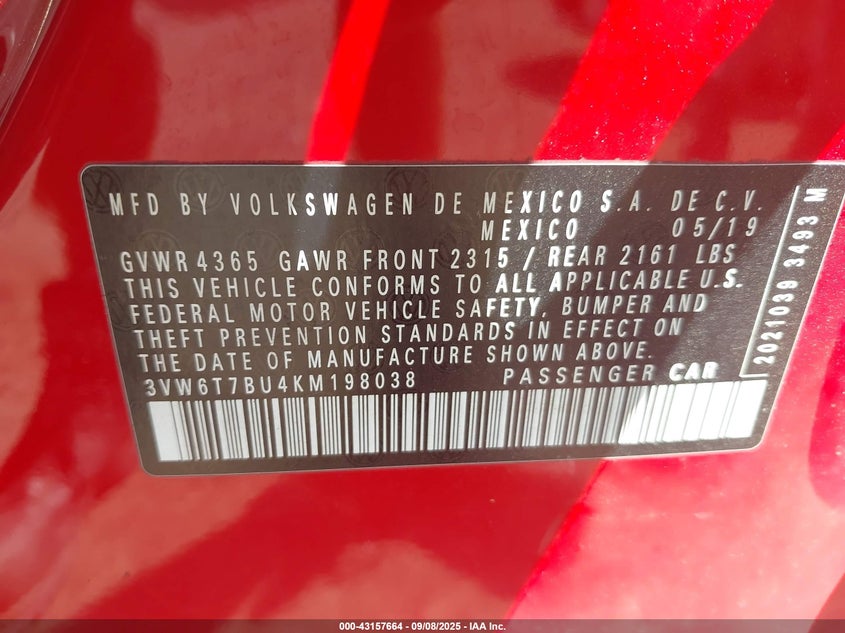 MFD BY VOLKSWAGEN DE MEXICO S.A. DE C.V.
MEXICO 05/19
GVWR 4365 GAWR FRONT 2315 / REAR 2161 LBS
THIS VEHICLE CONFORMS TO ALL APPLICABLE U.S.
FEDERAL MOTOR VEHICLE SAFETY, BUMPER AND
THEFT PREVENTION STANDARDS IN EFFECT ON
THE DATE OF MANUFACTURE SHOWN ABOVE.
3VW6T7BU4KM198038 PASSENGER CAR
2021039 3493 M
000-43157664 - 09/08/2025 - IAA Inc.